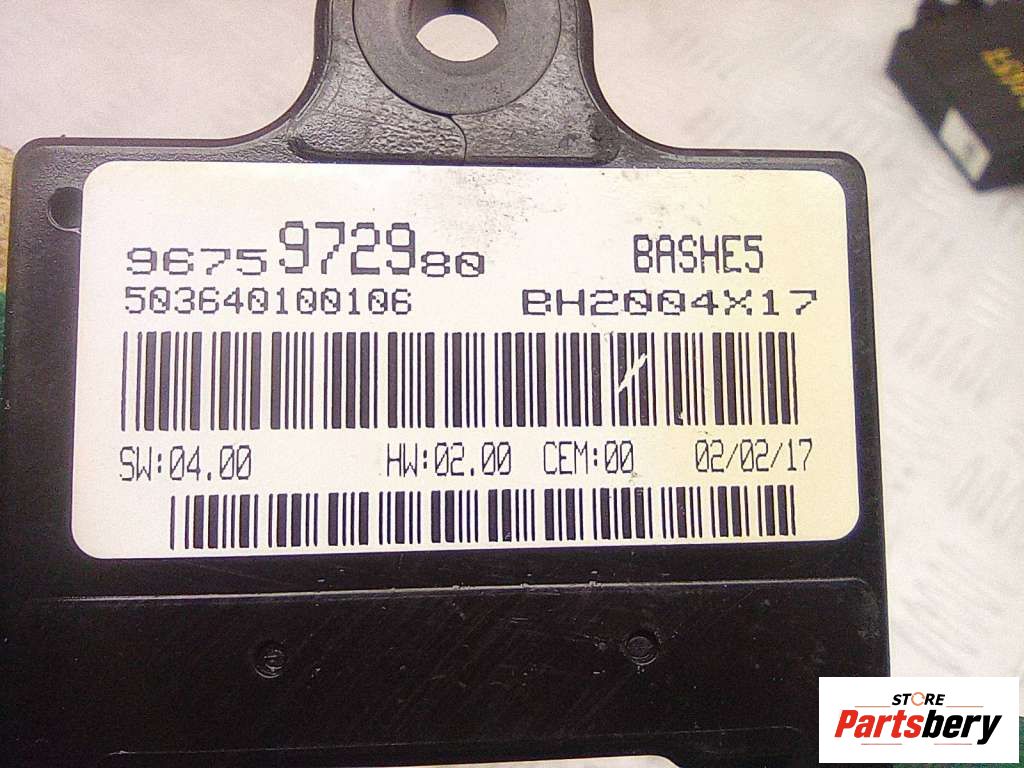 9675972980 BASHE5
503640100106 BH2004X17
SW:04.00 HW:02.00 CEM:00 02/02/17
STORE
Partsbery